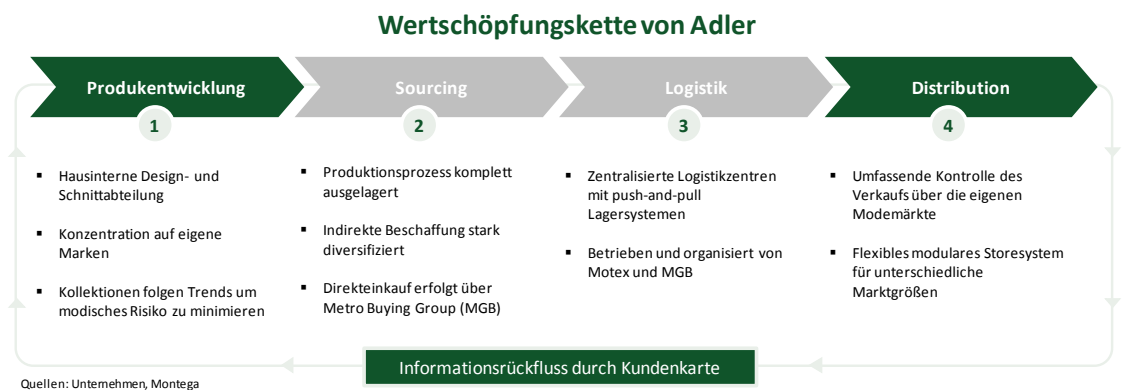 Wertschöpfungskette von Adler
Produkentwicklung
Sourcing
Logistik
Distribution
1
2
3
4
▪ Hausinterne Design- und
Schnittabteilung
▪ Konzentration auf eigene
Marken
▪ Kollektionen folgen Trends um
modisches Risiko zu minimieren
▪ Produktionsprozess komplett
ausgelagert
▪ Indirekte Beschaffung stark
diversifiziert
▪ Direkteinkauf erfolgt über
Metro Buying Group (MGB)
▪ Zentralisierte Logistikzentren
mit push-and-pull
Lagersystemen
▪ Betrieben und organisiert von
Motex und MGB
▪ Umfassende Kontrolle des
Verkaufs über die eigenen
Modemärkte
▪ Flexibles modulares Storesystem
für unterschiedliche
Marktgrößen
Informationsrückfluss durch Kundenkarte
Quellen: Unternehmen, Montega